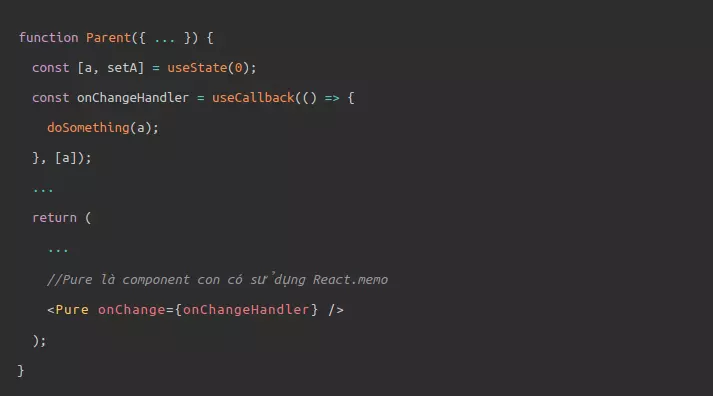 function Parent({ ... }) {
const [a, setA] = useState(0);
const onChangeHandler = useCallback(() => {
doSomething(a);
}, [a]);
...
return (
...
//Pure là component con có sử dụng React.memo
<Pure onChange={onChangeHandler} />
);
}